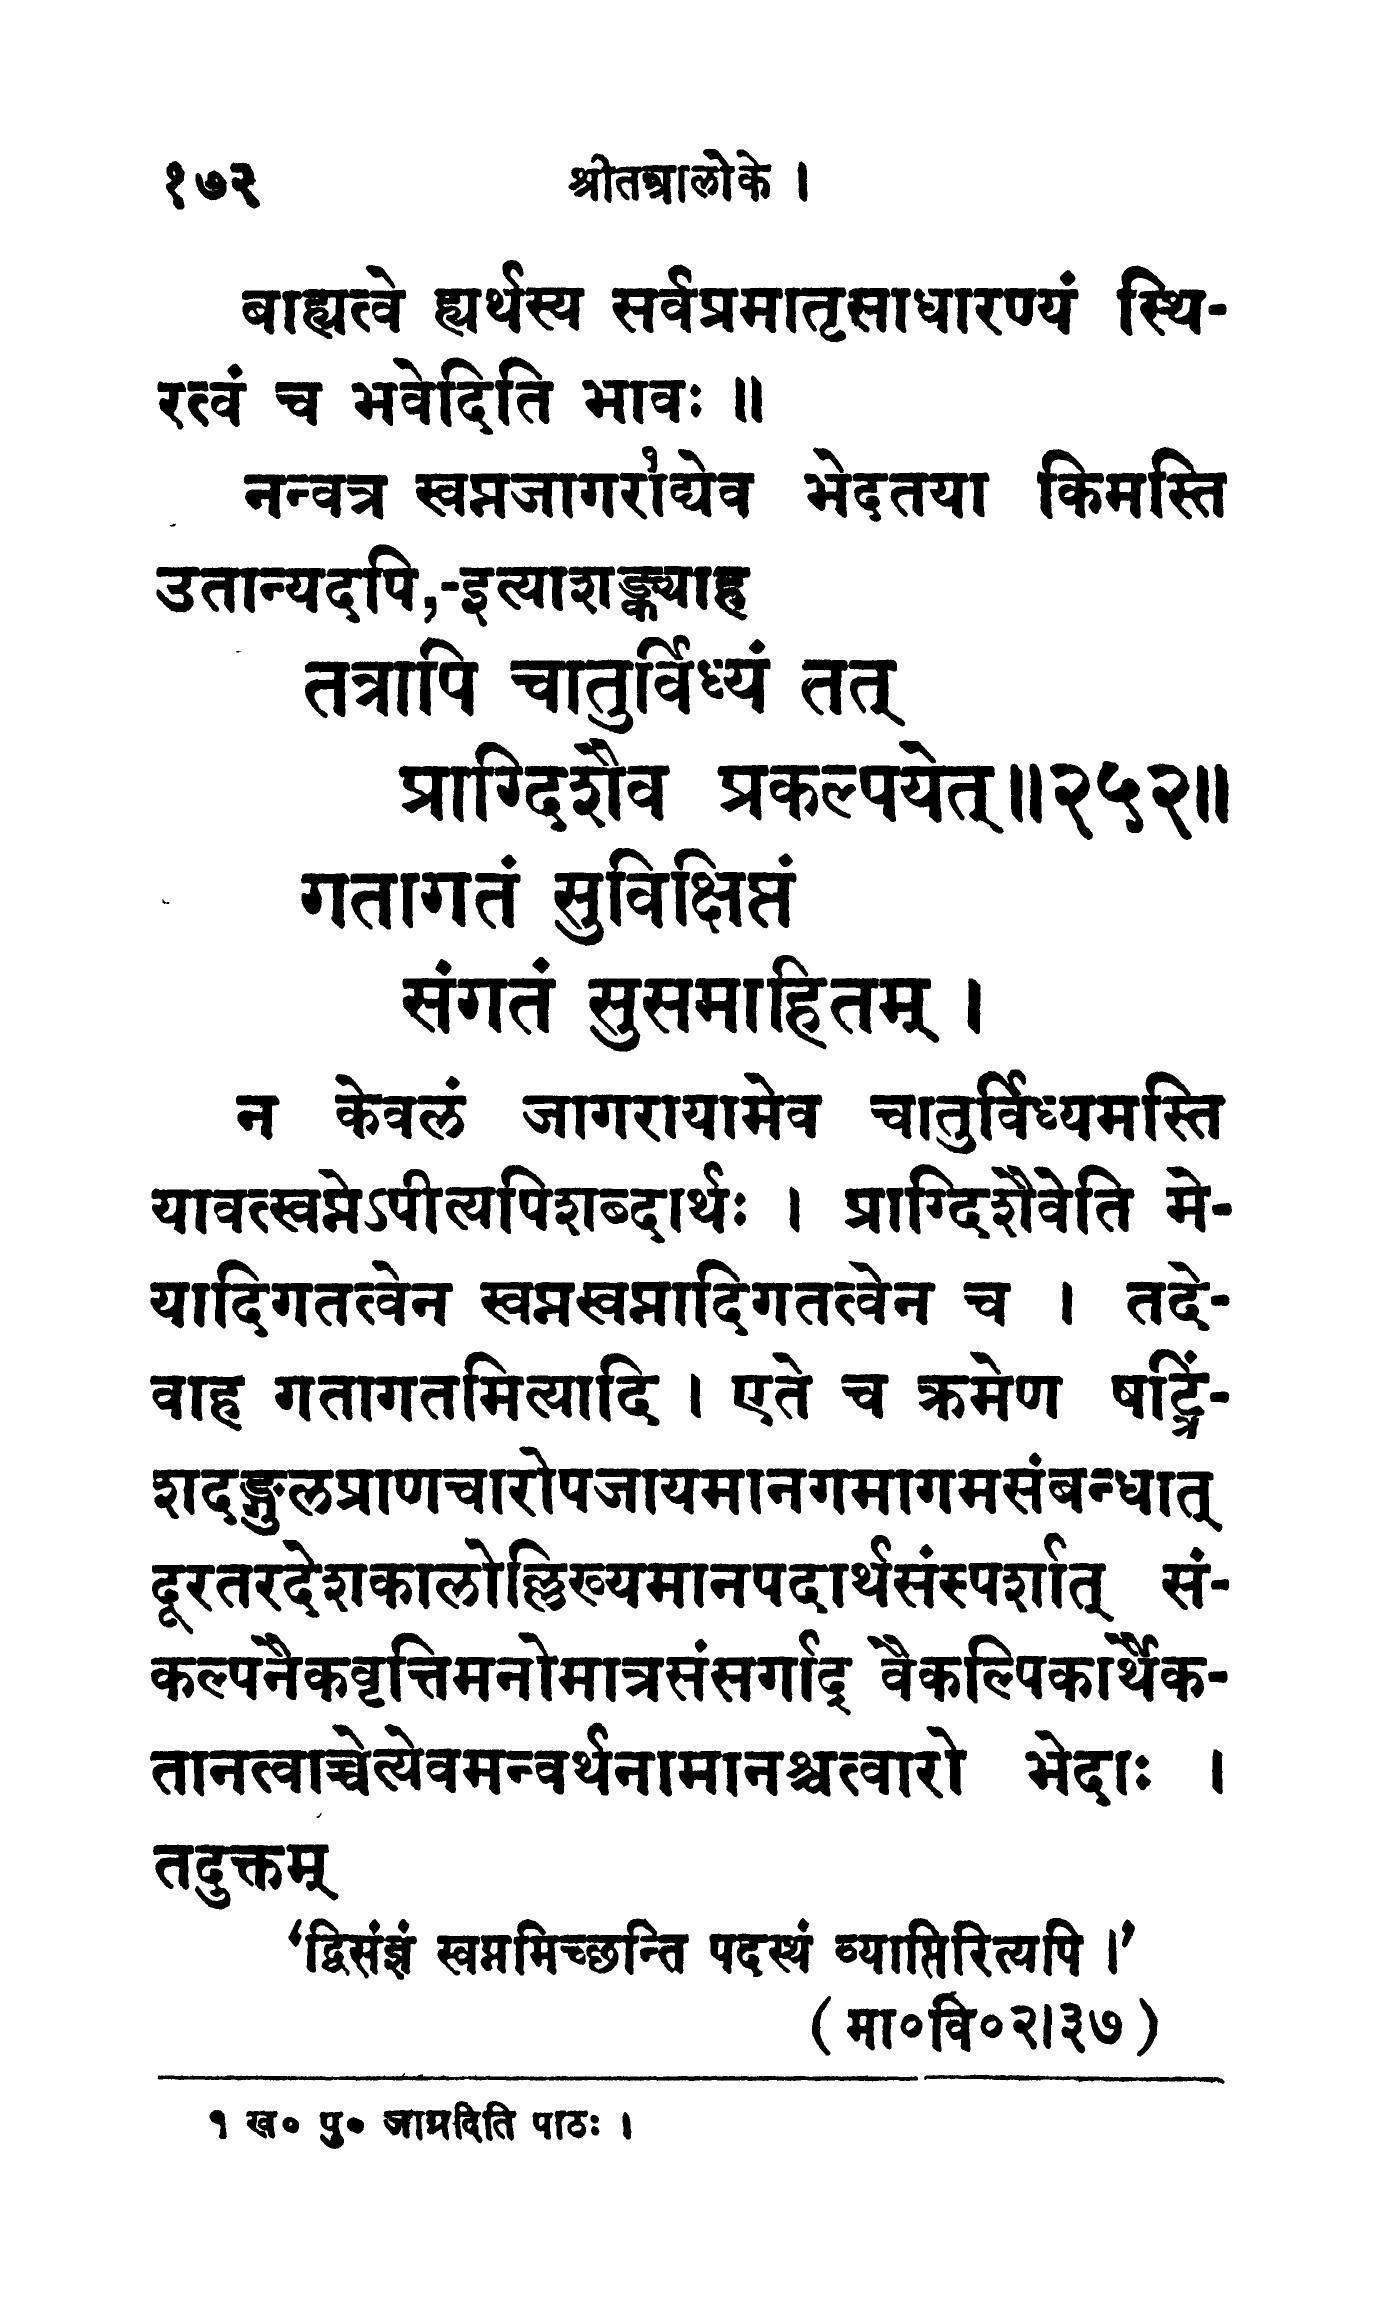 १७२ श्रीतन्त्रालोके ।
बाह्यत्वे ह्यर्थस्य सर्वप्रमातृसाधारण्यं स्थि-
रत्वं च भवेदिति भावः ॥
नन्वत्र स्वप्नजागरा१द्येव भेदतया किमस्ति
उतान्यदपि,-इत्याशङ्क्याह
तत्रापि चातुर्विध्यं तत्
प्राग्दिशैव प्रकल्पयेत्॥२५२॥
गतागतं सुविक्षिप्तं
संगतं सुसमाहितम् ।
न केवलं जागरायामेव चातुर्विध्यमस्ति
यावत्स्वप्नेऽपीत्यपिशब्दार्थः । प्राग्दिशैवेति मे-
यादिगतत्वेन स्वप्नस्वप्नादिगतत्वेन च । तदे-
वाह गतागतमित्यादि । एते च क्रमेण षट्त्रिं-
शदङ्गुलप्राणचारोपजायमानगमागमसंबन्धात्
दूरतरदेशकालोल्लिख्यमानपदार्थसंस्पर्शात् सं-
कल्पनैकवृत्तिमनोमात्रसंसर्गाद् वैकल्पिकार्थैक-
तानत्वाच्चेत्येवमन्वर्थनामानश्चत्वारो भेदाः ।
तदुक्तम्
‘द्विसंज्ञं स्वप्नमिच्छन्ति पदस्थं व्याप्तिरित्यपि ।’
(मा०वि०२।३७)
१ ख० पु० जाग्रदिति पाठः ।